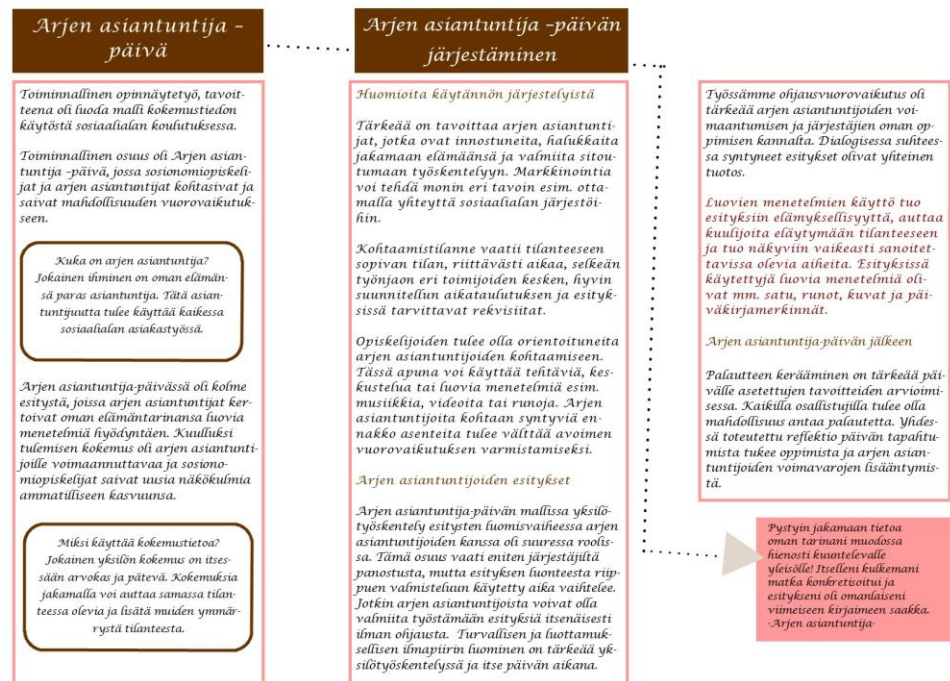 Arjen asiantuntija –
päivä
Toiminnallinen opinnäytetyö, tavoit-
teena oli luoda malli kokemustiedon
käytöstä sosiaalialan koulutuksessa.
Toiminnallinen osuus oli Arjen asian-
tuntija –päivä, jossa sosionomiopiskeli-
jat ja arjen asiantuntijat kohtasivat ja
saivat mahdollisuuden vuorovaikutuk-
seen.
Kuka on arjen asiantuntija?
Jokainen ihminen on oman elämän-
sä paras asiantuntija. Tätä asian-
tuntijuutta tulee käyttää kaikessa
sosiaalialan asiakastyössä.
Arjen asiantuntija-päivässä oli kolme
esitystä, joissa arjen asiantuntijat ker-
toivat oman elämäntarinansa luovia
menetelmiä hyödyntäen. Kuulluksi
tulemisen kokemus oli arjen asiantunti-
joille voimaannuttavaa ja sosiono-
miopiskelijat saivat uusia näkökulmia
ammatilliseen kasvuunsa.
Miksi käyttää kokemustietoa?
Jokainen yksilön kokemus on itses-
sään arvokas ja pätevä. Kokemuksia
jakamalla voi auttaa samassa tilan-
teessa olevia ja lisätä muiden ymmär-
rystä tilanteesta.
Arjen asiantuntija –päivän
järjestäminen
Huomioita käytännön järjestelyistä
Tärkeää on tavoittaa arjen asiantunti-
jat, jotka ovat innostuneita, halukkaita
jakamaan elämäänsä ja valmiita sitou-
tumaan työskentelyyn. Markkinointia
voi tehdä monin eri tavoin esim. otta-
malla yhteyttä sosiaalialan järjestöi-
hin.
Kohtaamistilanne vaatii tilanteeseen
sopivan tilan, riittävästi aikaa, selkeän
työnjaon eri toimijoiden kesken, hyvin
suunnitellun aikataulutuksen ja esityk-
sissä tarvittavat rekvisiitat.
Opiskelijoiden tulee olla orientoituneita
arjen asiantuntijoiden kohtaamiseen.
Tässä apuna voi käyttää tehtäviä, kes-
kustelua tai luovia menetelmiä esim.
musiikkia, videoita tai runoja. Arjen
asiantuntijoita kohtaan syntyviä en-
nakko asenteita tulee välttää avoimen
vuorovaikutuksen varmistamiseksi.
Arjen asiantuntijoiden esitykset
Arjen asiantuntija-päivän mallissa yksilö-
työskentely esitysten luomisvaiheessa arjen
asiantuntijoiden kanssa oli suuressa roolis-
sa. Tämä osuus vaati eniten järjestäjiltä
panostusta, mutta esityksen luonteesta riip-
puen valmisteluun käytetty aika vaihtelee.
Jotkin arjen asiantuntijoista voivat olla
valmiita työstämään esityksiä itsenäisesti
ilman ohjausta. Turvallisen ja luottamuk-
sellisen ilmapiirin luominen on tärkeää yk-
silötyöskentelyssä ja itse päivän aikana.
Työssämme ohjausvuorovaikutus oli
tärkeää arjen asiantuntijoiden voi-
maantumisen ja järjestäjien oman op-
pimisen kannalta. Dialogisessa suhtees-
sa syntyneet esitykset olivat yhteinen
tuotos.
Luovien menetelmien käyttö tuo
esityksiin elämyksellisyyttä, auttaa
kuulijoita eläytymään tilanteeseen
ja tuo näkyviin vaikeasti sanoitet-
tavissa olevia aiheita. Esityksissä
käytettyjä luovia menetelmiä oli-
vat mm. satu, runot, kuvat ja päi-
väkirjamerkinnät.
Arjen asiantuntija-päivän jälkeen
Palautteen kerääminen on tärkeää päi-
välle asetettujen tavoitteiden arvioimi-
sessa. Kaikilla osallistujilla tulee olla
mahdollisuus antaa palautetta. Yhdes-
sä toteutettu reflektio päivän tapahtu-
mista tukee oppimista ja arjen asian-
tuntijoiden voimavarojen lisääntymis-
tä.
Pystyin jakamaan tietoa
oman tarinani muodossa
hienosti kuuntelevalle
yleisölle! Itselleni kulkemani
matka konkretisoitui ja
esitykseni oli omanlaiseni
viimeiseen kirjaimeen saakka.
-Arjen asiantuntija-